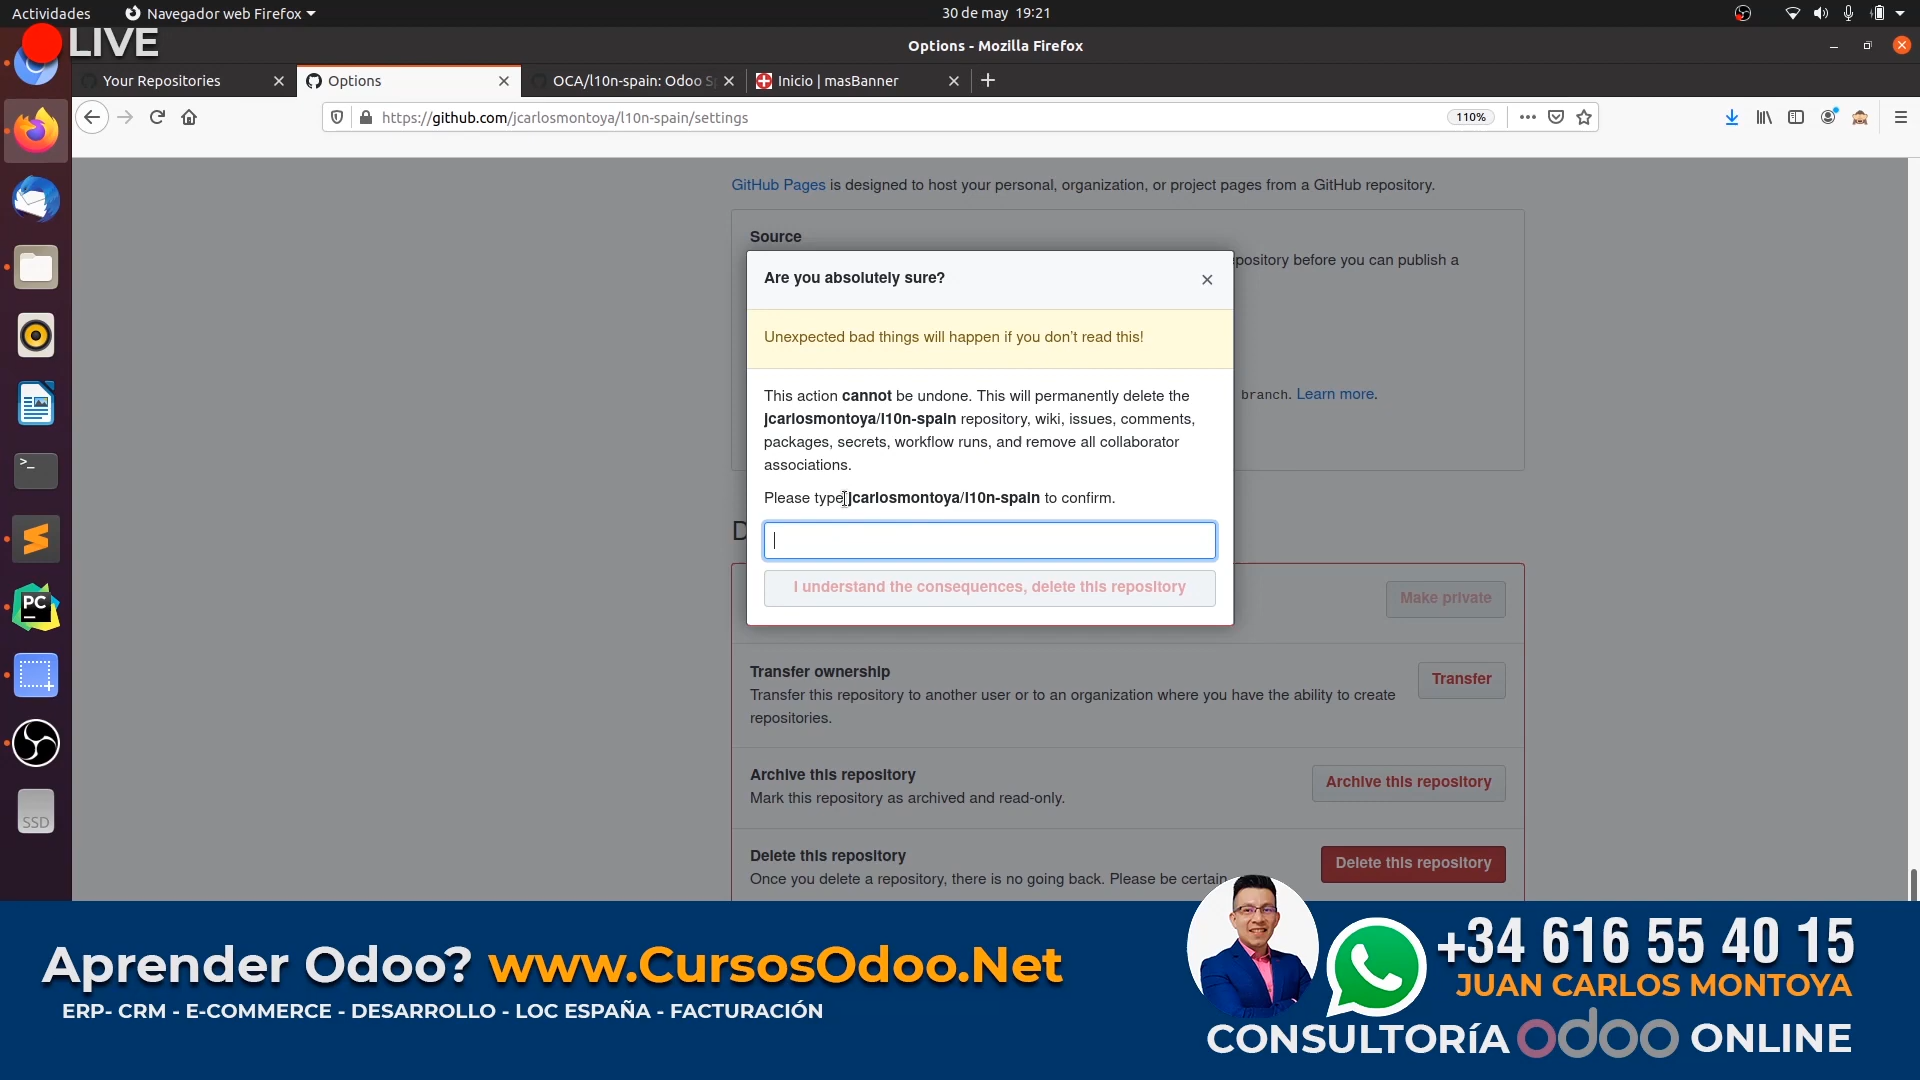 Actividades
Navegador web Firefox
30 de may 19:21
LIVE
Options - Mozilla Firefox
Your Repositories
Options
OCA/l10n-spain: Odoo S
Inicio | masBanner
https://github.com/jcarlosmontoya/l10n-spain/settings
110%
GitHub Pages is designed to host your personal, organization, or project pages from a GitHub repository.
Source
pository before you can publish a
Are you absolutely sure?
Unexpected bad things will happen if you don't read this!
This action cannot be undone. This will permanently delete the
jcarlosmontoya/l10n-spain repository, wiki, issues, comments,
packages, secrets, workflow runs, and remove all collaborator
associations.
branch. Learn more.
Please type jcarlosmontoya/l10n-spain to confirm.
D
I understand the consequences, delete this repository
Make private
Transfer ownership
Transfer this repository to another user or to an organization where you have the ability to create
repositories.
Transfer
Archive this repository
Mark this repository as archived and read-only.
Archive this repository
Delete this repository
Once you delete a repository, there is no going back. Please be certain
Delete this repository
>_
PC
SSD
Aprender Odoo? www.CursosOdoo.Net
ERP- CRM - E-COMMERCE - DESARROLLO - LOC ESPAÑA - FACTURACIÓN
+34 616 55 40 15
JUAN CARLOS MONTOYA
CONSULTORíA odoo ONLINE